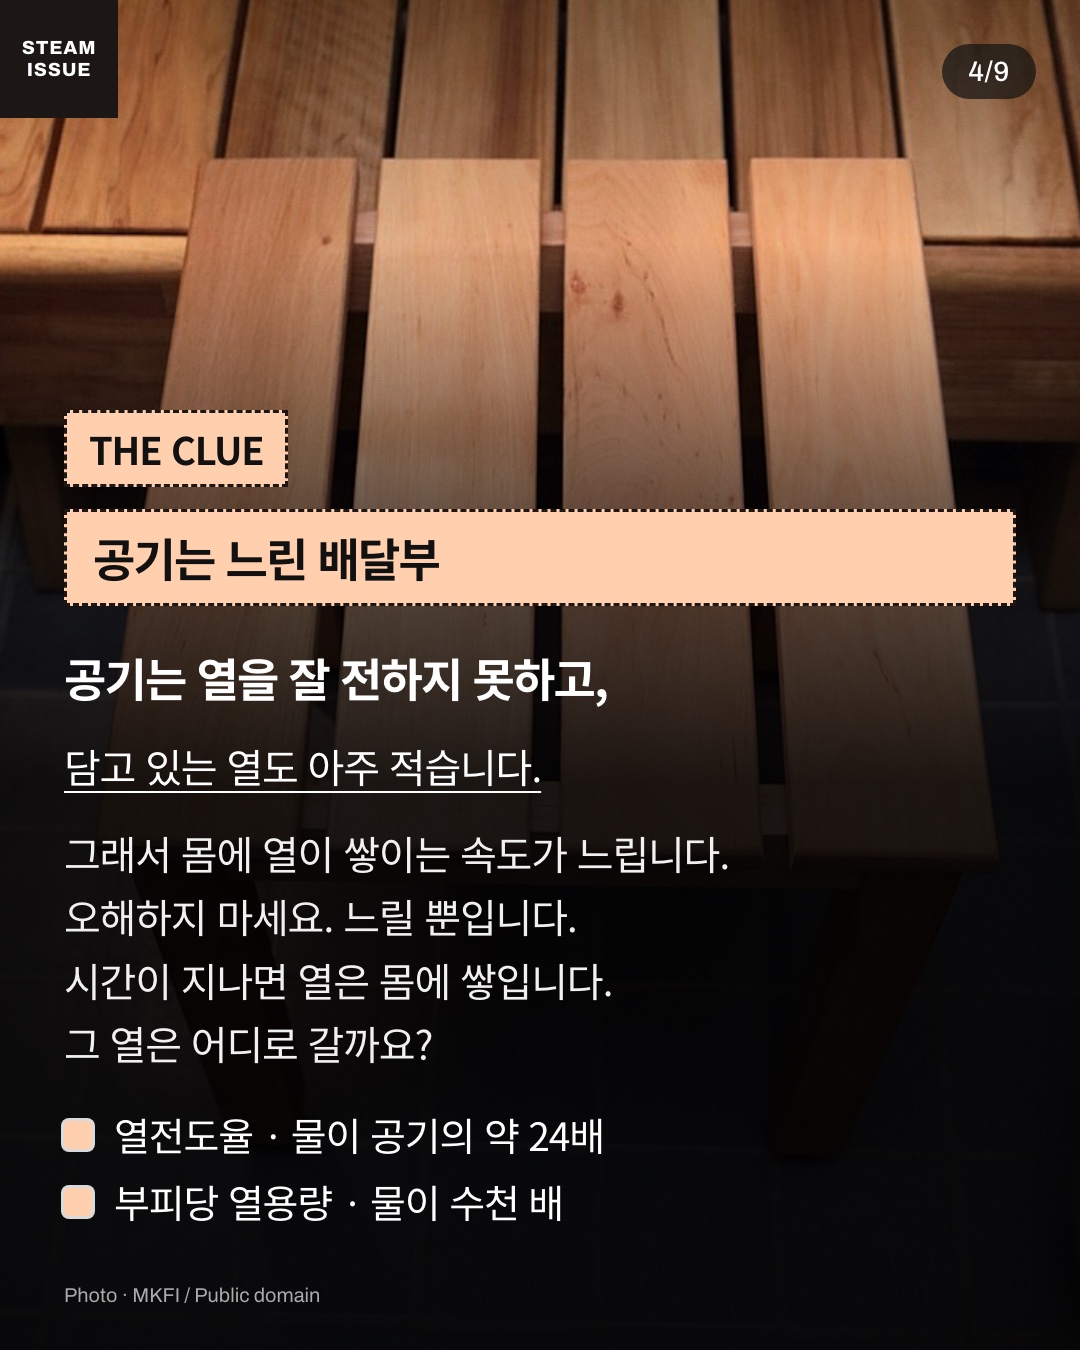 STEAM
ISSUE
4/9
THE CLUE
공기는 느린 배달부
공기는 열을 잘 전하지 못하고,
담고 있는 열도 아주 적습니다.
그래서 몸에 열이 쌓이는 속도가 느립니다.
오해하지 마세요. 느릴 뿐입니다.
시간이 지나면 열은 몸에 쌓입니다.
그 열은 어디로 갈까요?
열전도율 · 물이 공기의 약 24배
부피당 열용량 · 물이 수천 배
Photo · MKFI / Public domain